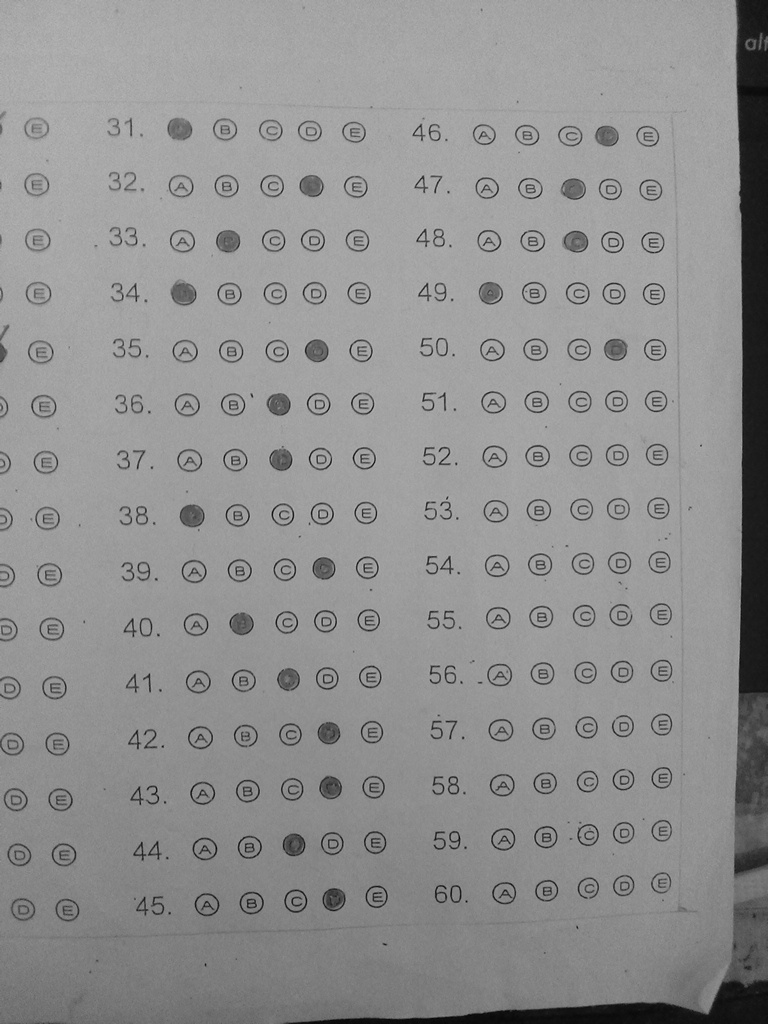 alt
E 31. B C D E 46. A B C E
E 32. A B C E 47. A B D E
E 33. A C D E 48. A B D E
E 34. B C D E 49. B C D E
E 35. A B C E 50. A B C E
D E 36. A B D E 51. A B C D E
D E 37. A B D E 52. A B C D E
D E 38. B C D E 53. A B C D E
D E 39. A B C E 54. A B C D E
D E 40. A C D E 55. A B C D E
D E 41. A B D E 56. A B C D E
D E 42. A B C E 57. A B C D E
D E 43. A B C E 58. A B C D E
D E 44. A B D E 59. A B C D E
D E 45. A B C E 60. A B C D E